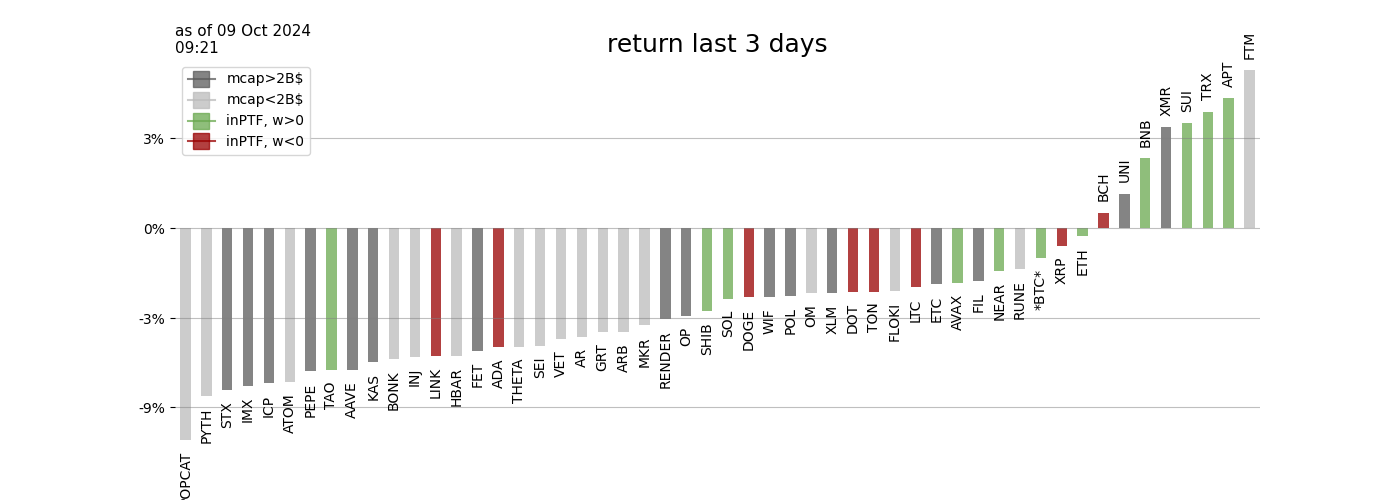 as of 09 Oct 2024
09:21
return last 3 days
mcap>2B$
mcap<2B$
inPTF, w>0
inPTF, w<0
3%
0%
-3%
-9%
OPCAT
PYTH
STX
IMX
ICP
ATOM
PEPE
TAO
AAVE
KAS
BONK
INJ
LINK
HBAR
FET
ADA
THETA
SEI
VET
AR
GRT
ARB
MKR
RENDER
OP
SHIB
SOL
DOGE
WIF
POL
OM
XLM
DOT
TON
FLOKI
LTC
ETC
AVAX
FIL
NEAR
RUNE
*BTC*
XRP
ETH
BCH
UNI
BNB
XMR
SUI
TRX
APT
FTM